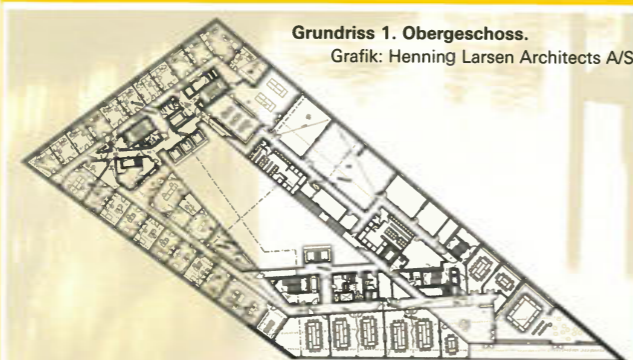 Grundriss 1. Obergeschoss.
Grafik: Henning Larsen Architects A/S